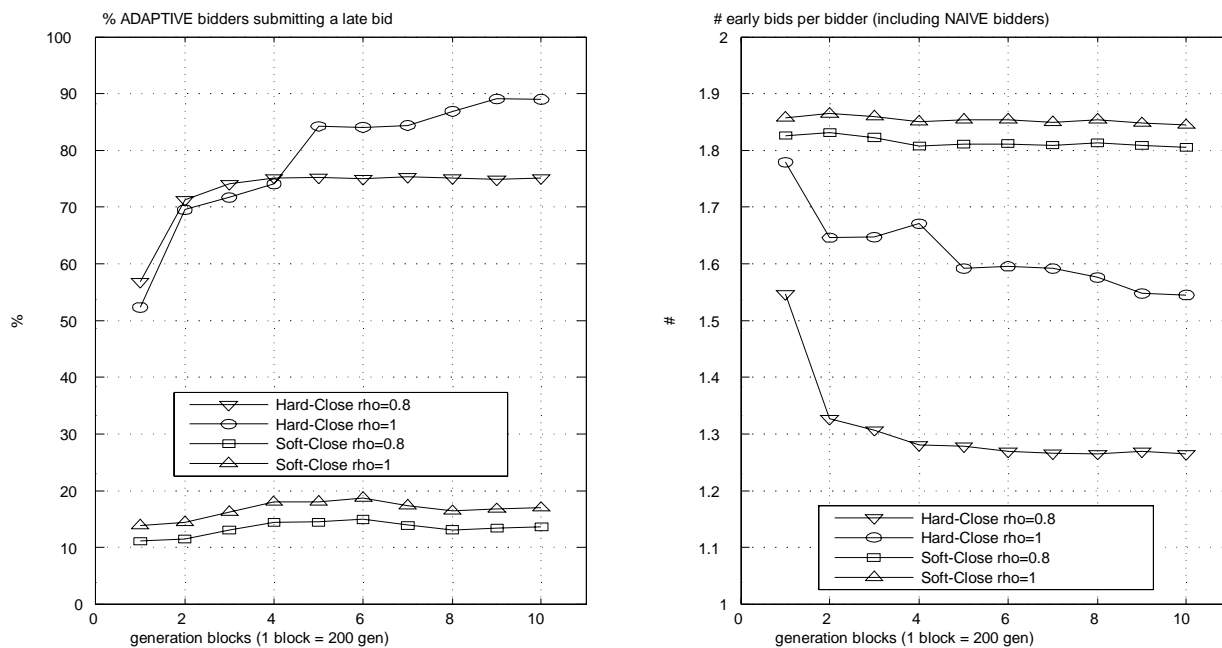 % ADAPTIVE bidders submitting a late bid
100
90
80
70
60
50
40
30
20
10
0
%
Hard-Close rho=0.8
Hard-Close rho=1
Soft-Close rho=0.8
Soft-Close rho=1
0 2 4 6 8 10
generation blocks (1 block = 200 gen)
# early bids per bidder (including NAIVE bidders)
2
1.9
1.8
1.7
1.6
1.5
1.4
1.3
1.2
1.1
1
#
Hard-Close rho=0.8
Hard-Close rho=1
Soft-Close rho=0.8
Soft-Close rho=1
0 2 4 6 8 10
generation blocks (1 block = 200 gen)